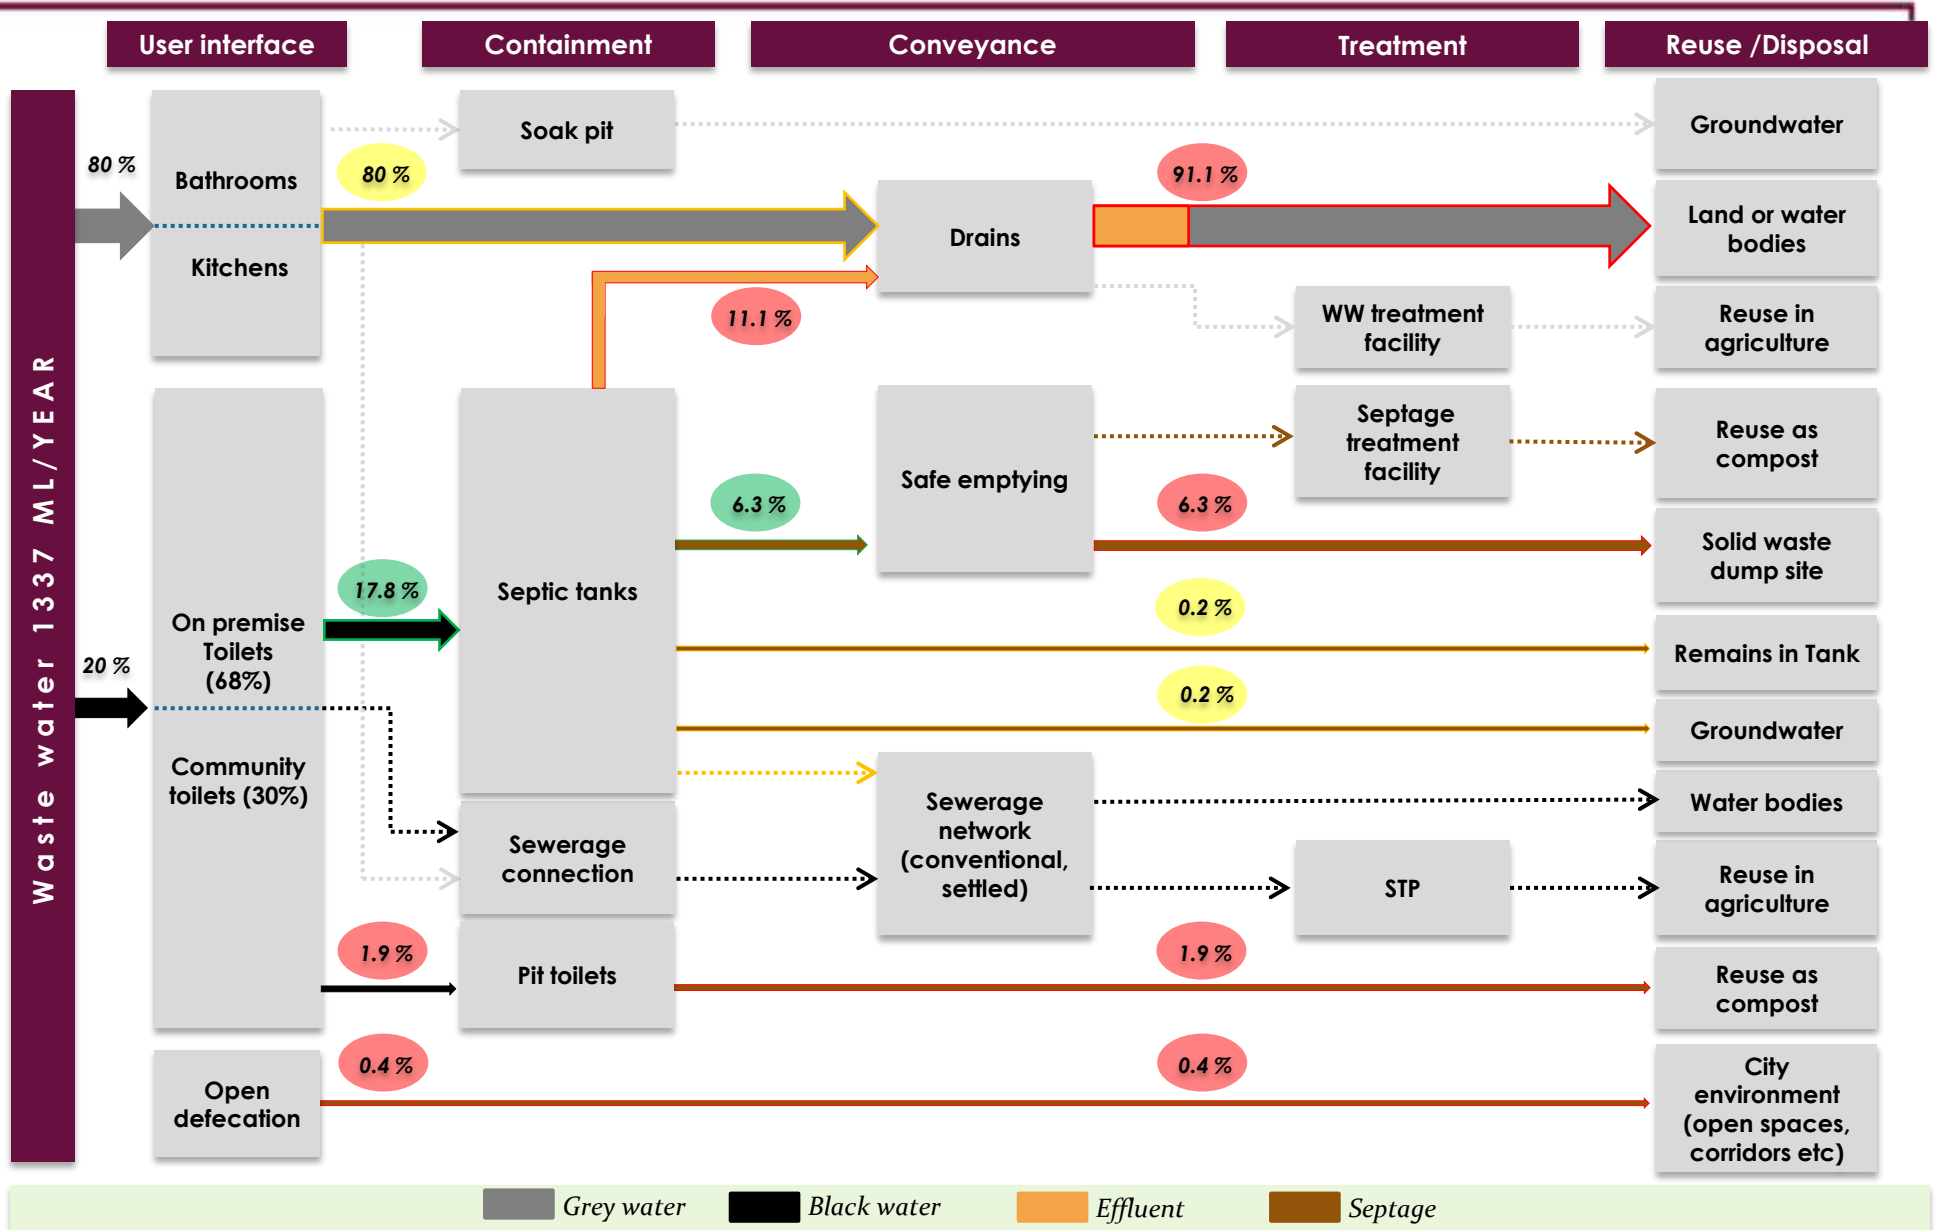 User interface
Containment
Conveyance
Treatment
Reuse /Disposal
Waste water 1337 ML/YEAR
80 %
20 %
Bathrooms
Kitchens
80 %
Soak pit
Groundwater
Drains
91.1 %
Land or water
bodies
11.1 %
WW treatment
facility
Reuse in
agriculture
On premise
Toilets
(68%)
Community
toilets (30%)
17.8 %
Septic tanks
6.3 %
Safe emptying
Septage
treatment
facility
Reuse as
compost
6.3 %
Solid waste
dump site
0.2 %
Remains in Tank
0.2 %
Groundwater
Sewerage
connection
Sewerage
network
(conventional,
settled)
Water bodies
STP
Reuse in
agriculture
1.9 %
Pit toilets
1.9 %
Reuse as
compost
Open
defecation
0.4 %
0.4 %
City
environment
(open spaces,
corridors etc)
Grey water
Black water
Effluent
Septage